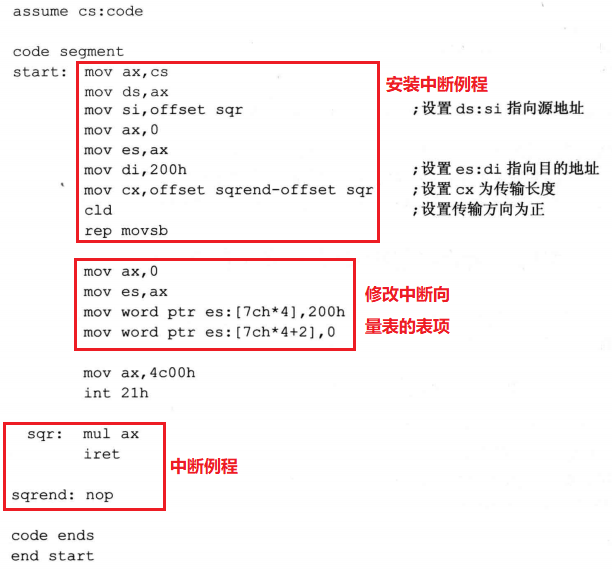 assume cs:code
code segment
start: mov ax,cs
安装中断例程
mov ds,ax
mov si,offset sqr ;设置 ds:si 指向源地址
mov ax,0
mov es,ax
mov di,200h ;设置 es:di 指向目的地址
mov cx,offset sqrend-offset sqr ;设置 cx 为传输长度
cld ;设置传输方向为正
rep movsb
mov ax,0
mov es,ax
修改中断向
mov word ptr es:[7ch*4],200h
mov word ptr es:[7ch*4+2],0
量表的表项
mov ax,4c00h
int 21h
sqr: mul ax
iret
中断例程
sqrend: nop
code ends
end start